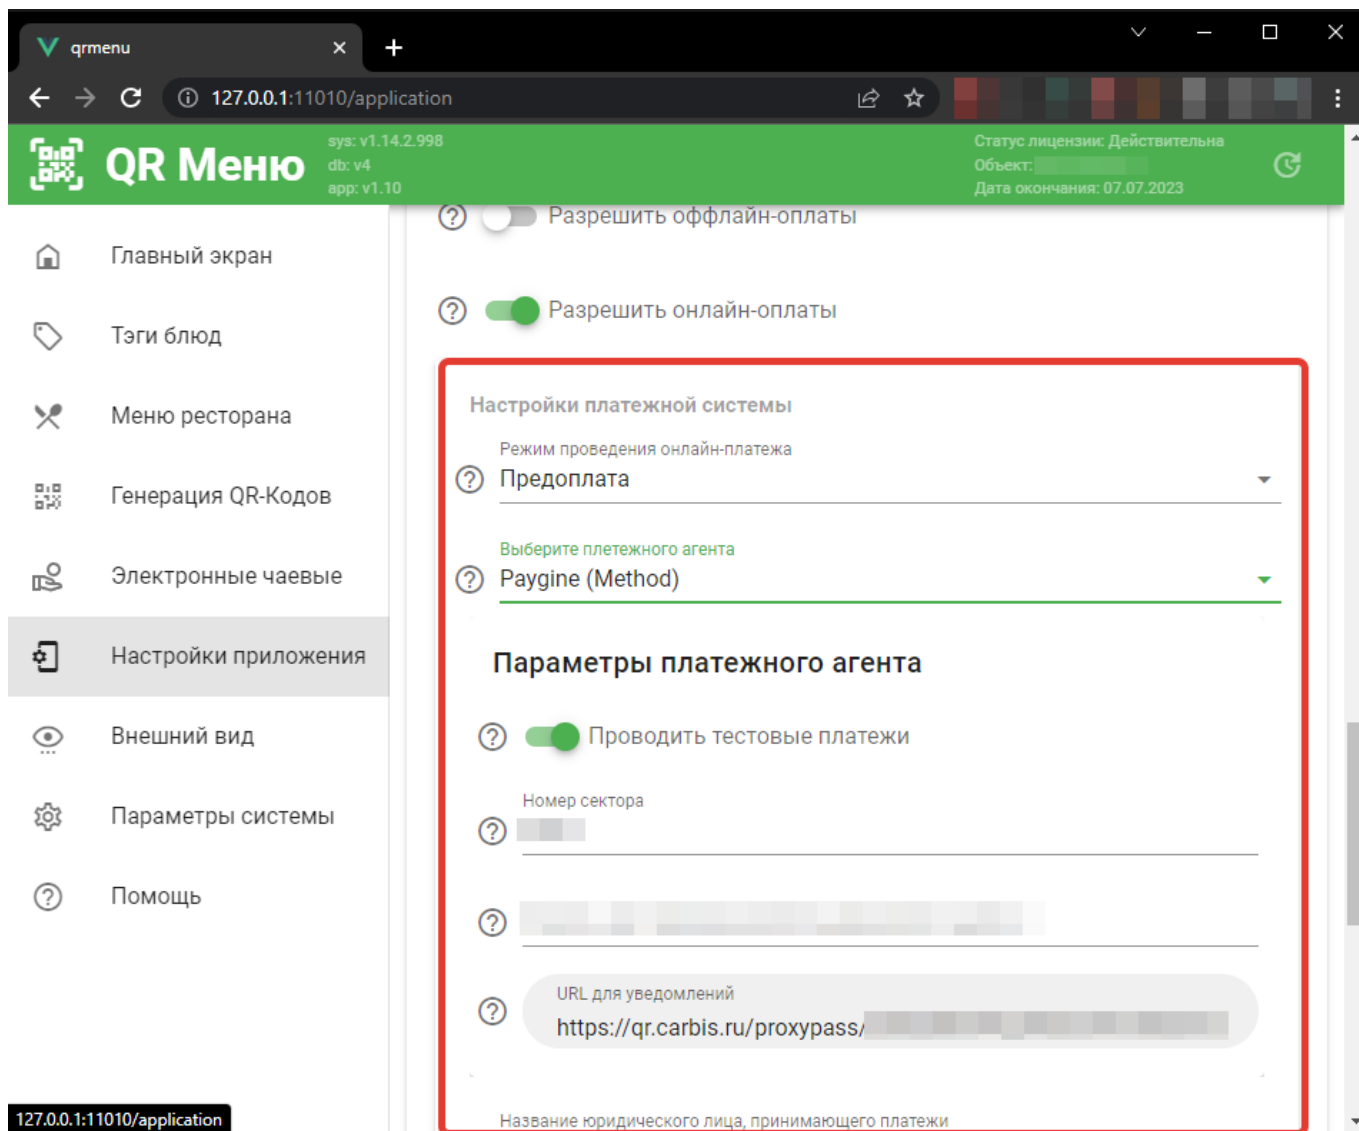 qrmenu
127.0.0.1:11010/application
QR Меню
sys: v1.14.2.998
db: v4
app: v1.10
Статус лицензии: Действительна
Объект:
Дата окончания: 07.07.2023
Главный экран
Тэги блюд
Меню ресторана
Генерация QR-Кодов
Электронные чаевые
Настройки приложения
Внешний вид
Параметры системы
Помощь
Разрешить оффлайн-оплаты
Разрешить онлайн-оплаты
Настройки платежной системы
Режим проведения онлайн-платежа
Предоплата
Выберите плетежного агента
Paygine (Method)
Параметры платежного агента
Проводить тестовые платежи
Номер сектора
URL для уведомлений
https://qr.carbis.ru/proxypass/
Название юридического лица, принимающего платежи
127.0.0.1:11010/application